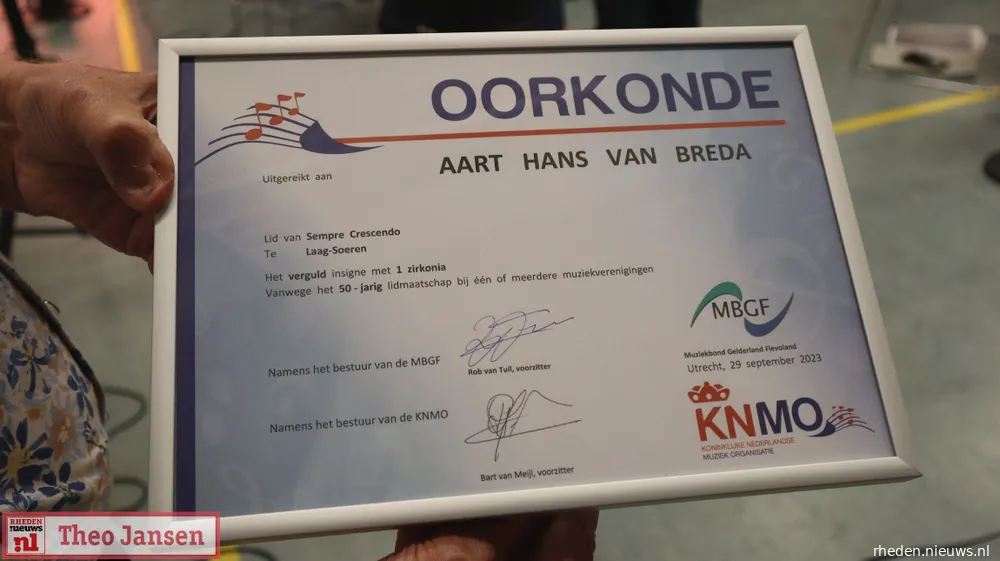 OORKONDE
Uitgereikt aan
AART HANS VAN BREDA
Lid van Sempre Crescendo
Te Laag-Soeren
Het verguld insigne met 1 zirkonia
Vanwege het 50-jarig lidmaatschap bij één of meerdere muziekverenigingen
MBGF
Muziekbond Gelderland Flevoland
Utrecht, 29 september 2023
Namens het bestuur van de MBGF
Rob van Tuil, voorzitter
Namens het bestuur van de KNMO
Bart van Meijl, voorzitter
KNMO
KONINKLIJKE NEDERLANDSE
MUZIEK ORGANISATIE
RHEDEN
nieuws
.nl
Theo Jansen
rheden.nieuws.nl